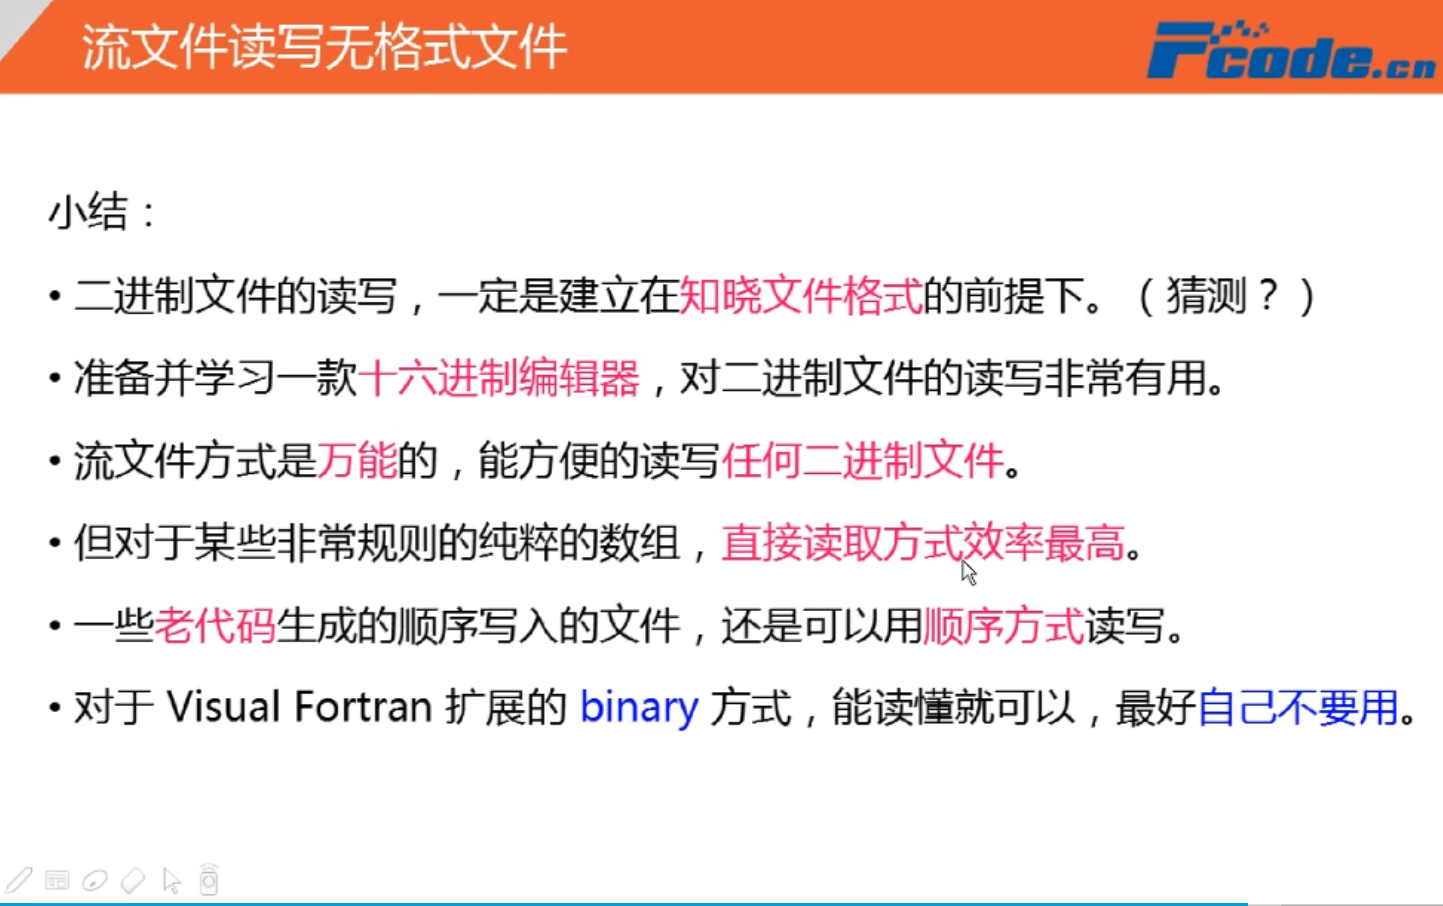 流文件读写无格式文件
Fcode.cn
小结：
• 二进制文件的读写，一定是建立在知晓文件格式的前提下。（猜测？）
• 准备并学习一款十六进制编辑器，对二进制文件的读写非常有用。
• 流文件方式是万能的，能方便的读写任何二进制文件。
• 但对于某些非常规则的纯粹的数组，直接读取方式效率最高。
• 一些老代码生成的顺序写入的文件，还是可以用顺序方式读写。
• 对于 Visual Fortran 扩展的 binary 方式，能读懂就可以，最好自己不要用。